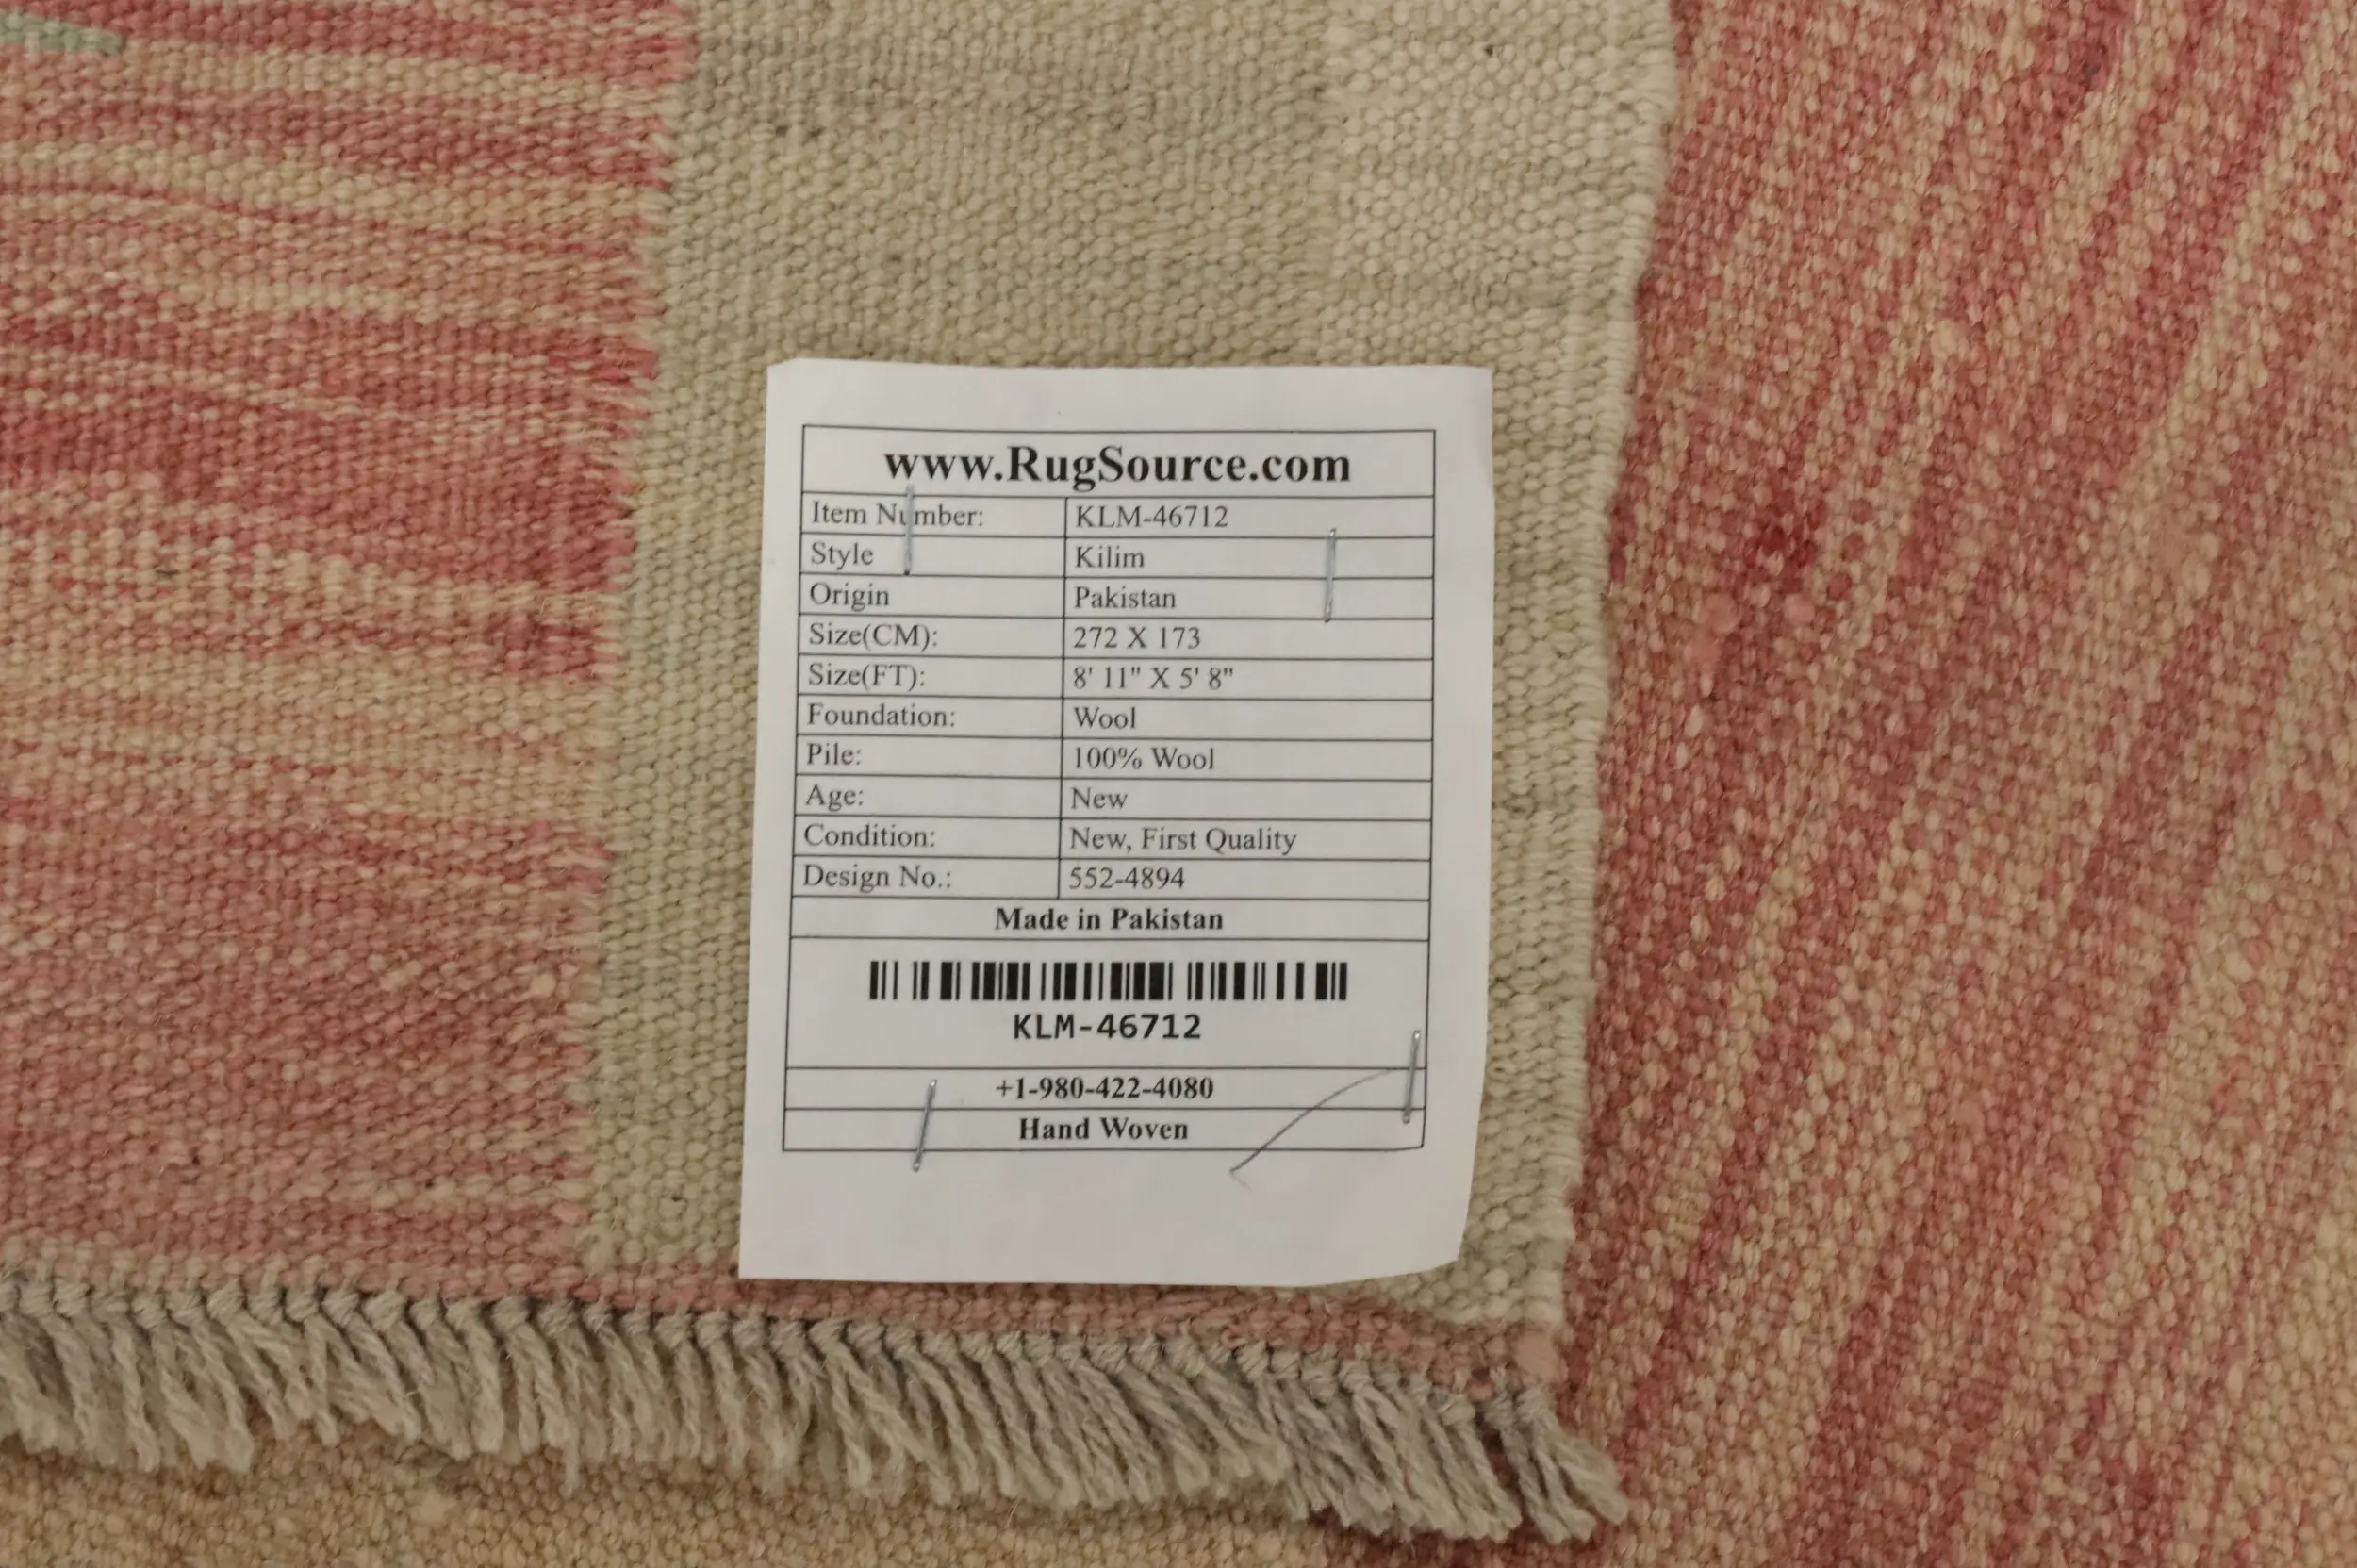 www.RugSource.com
Item Number: KLM-46712
Style Kilim
Origin Pakistan
Size(CM): 272 X 173
Size(FT): 8' 11" X 5' 8"
Foundation: Wool
Pile: 100% Wool
Age: New
Condition: New, First Quality
Design No.: 552-4894
Made in Pakistan
KLM-46712
+1-980-422-4080
Hand Woven